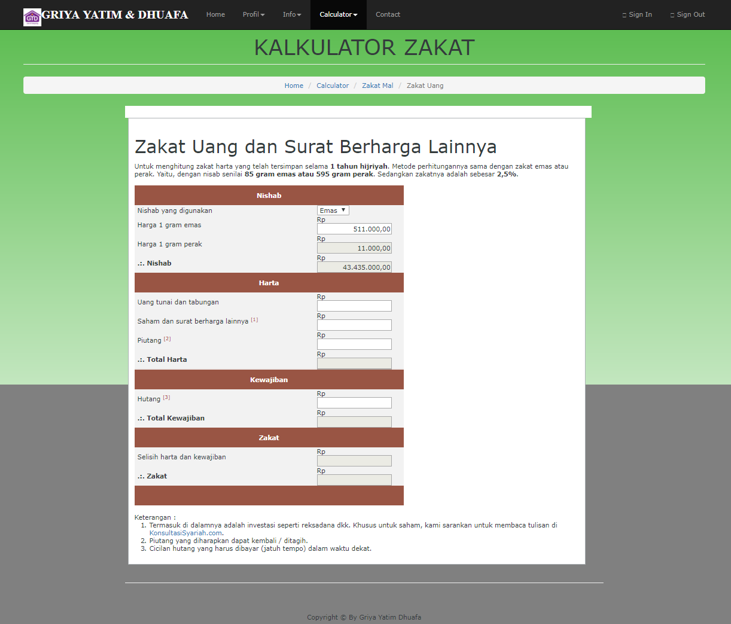 GYD GRIYA YATIM & DHUAFA Home Profil Info Calculator Contact Sign In Sign Out
KALKULATOR ZAKAT
Home / Calculator / Zakat Mal / Zakat Uang
Zakat Uang dan Surat Berharga Lainnya
Untuk menghitung zakat harta yang telah tersimpan selama 1 tahun hijriyah. Metode perhitungannya sama dengan zakat emas atau
perak. Yaitu, dengan nisab senilai 85 gram emas atau 595 gram perak. Sedangkan zakatnya adalah sebesar 2,5%.
Nishab
Nishab yang digunakan Emas
Rp
Harga 1 gram emas 511.000,00
Rp
Harga 1 gram perak 11.000,00
Rp
.:. Nishab 43.435.000,00
Harta
Rp
Uang tunai dan tabungan
Rp
Saham dan surat berharga lainnya [1]
Rp
Piutang [2]
Rp
.:. Total Harta
Kewajiban
Rp
Hutang [3]
Rp
.:. Total Kewajiban
Zakat
Rp
Selisih harta dan kewajiban
Rp
.:. Zakat
Keterangan :
1. Termasuk di dalamnya adalah investasi seperti reksadana dkk. Khusus untuk saham, kami sarankan untuk membaca tulisan di
KonsultasiSyariah.com.
2. Piutang yang diharapkan dapat kembali / ditagih.
3. Cicilan hutang yang harus dibayar (jatuh tempo) dalam waktu dekat.
Copyright © By Griya Yatim Dhuafa